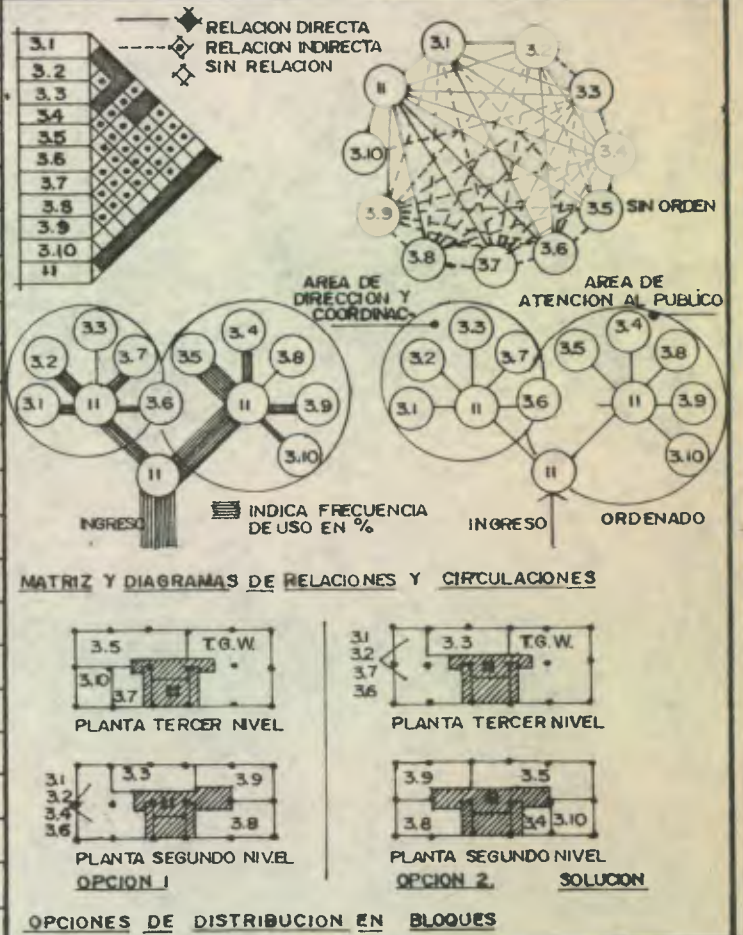 RELACION DIRECTA
RELACION INDIRECTA
SIN RELACION
3.1
3.2
3.3
3.4
3.5
3.6
3.7
3.8
3.9
3.10
11
3.1
3.2
3.3
3.4
3.5
3.6
3.7
3.8
3.9
3.10
11
SIN ORDEN
3.3
3.2
3.7
3.1
11
3.6
3.4
3.5
3.8
11
3.9
3.10
11
INGRESO
INDICA FRECUENCIA
DE USO EN %
AREA DE
DIRECCION Y
COORDINAC
AREA DE
ATENCION AL PUBLICO
3.3
3.2
3.7
3.1
11
3.6
3.4
3.5
3.8
11
3.9
3.10
11
INGRESO
ORDENADO
MATRIZ Y DIAGRAMAS DE RELACIONES Y CIRCULACIONES
3.5
T.G.W.
3.10
3.7
11
PLANTA TERCER NIVEL
3.1
3.2
3.7
3.6
3.3
T.G.W.
PLANTA TERCER NIVEL
3.1
3.2
3.4
3.6
3.3
3.9
11
3.8
PLANTA SEGUNDO NIVEL
OPCION 1
3.9
3.5
3.8
3.4
3.10
PLANTA SEGUNDO NIVEL
OPCION 2. SOLUCION
OPCIONES DE DISTRIBUCION EN BLOQUES